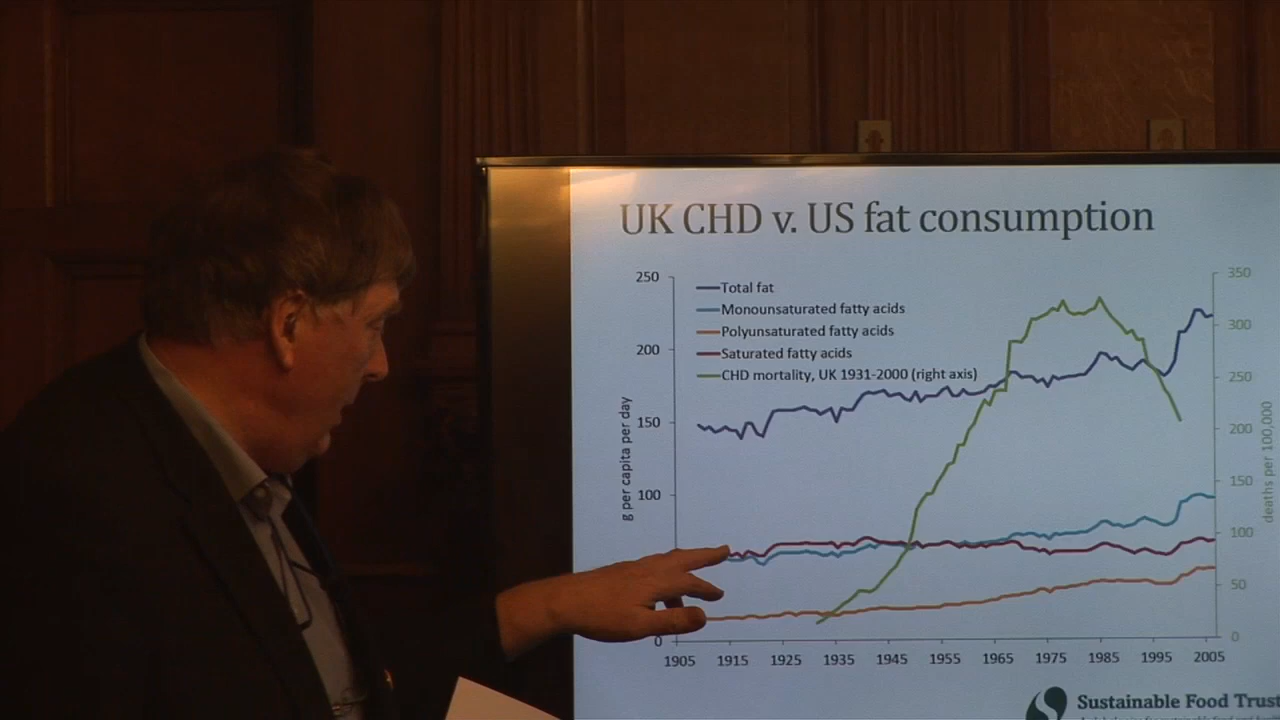 UK CHD v. US fat consumption
250
200
150
100
0
g per capita per day
Total fat
Monounsaturated fatty acids
Polyunsaturated fatty acids
Saturated fatty acids
CHD mortality, UK 1931-2000 (right axis)
350
300
250
200
150
100
50
0
deaths per 100,000
1905 1915 1925 1935 1945 1955 1965 1975 1985 1995 2005
Sustainable Food Trust